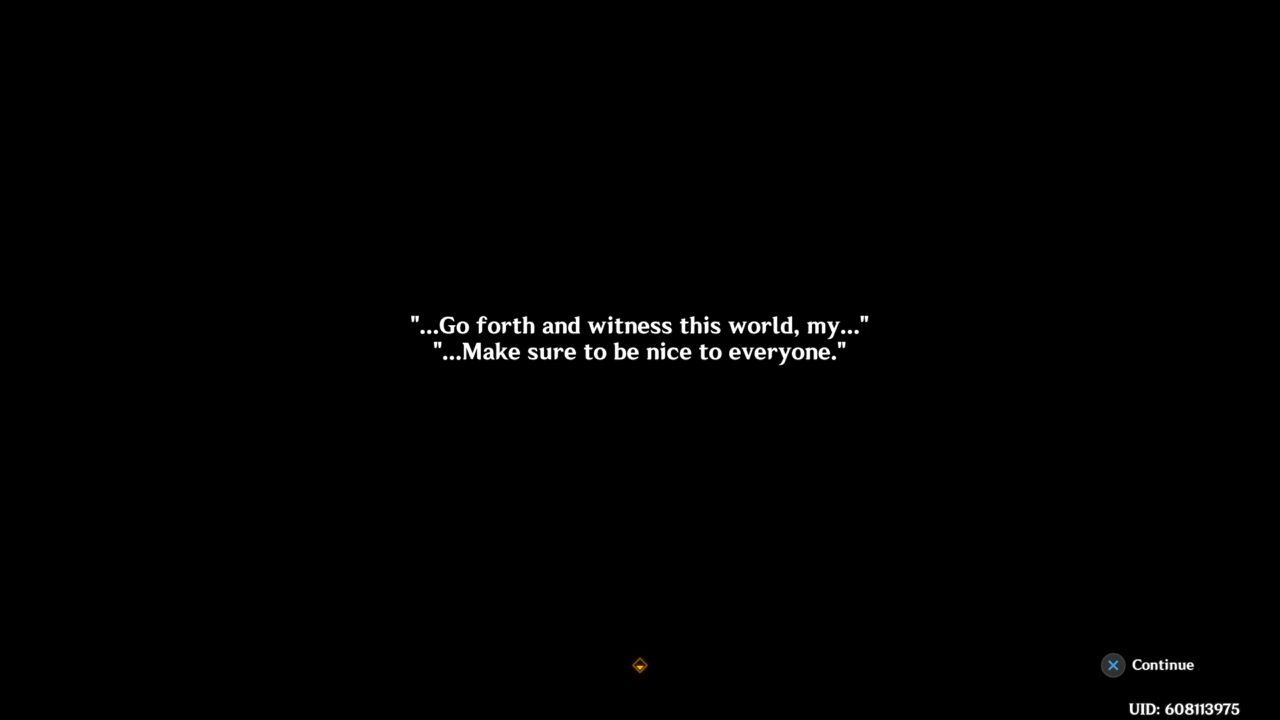 "...Go forth and witness this world, my..."
"...Make sure to be nice to everyone."
Continue
UID: 608113975